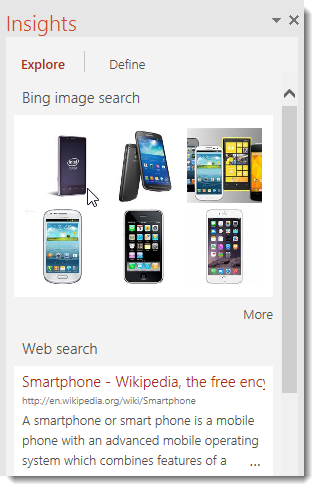 Insights
Explore
Define
Bing image search
intel
More
Web search
Smartphone - Wikipedia, the free ency
http://en.wikipedia.org/wiki/Smartphone
A smartphone or smart phone is a mobile
phone with an advanced mobile operating
system which combines features of a ...